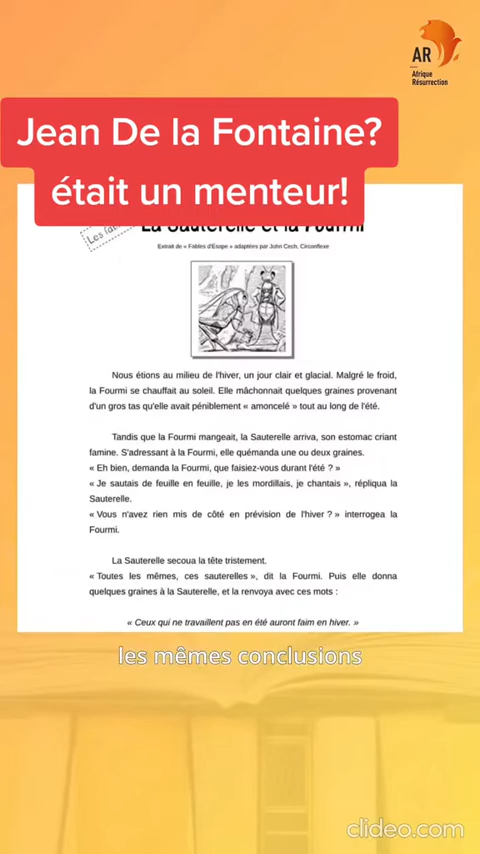 AR
Afrique
Résurrection
Jean De la Fontaine?
était un menteur!
Les
La Sauterelle et la Fourmi
Extrait de « Fables d'Esope » adaptées par John Cech, Circonflexe
Nous étions au milieu de l'hiver, un jour clair et glacial. Malgré le froid,
la Fourmi se chauffait au soleil. Elle mâchonnait quelques graines provenant
d'un gros tas qu'elle avait péniblement « amoncelé » tout au long de l'été.
Tandis que la Fourmi mangeait, la Sauterelle arriva, son estomac criant
famine. S'adressant à la Fourmi, elle quémanda une ou deux graines.
« Eh bien, demanda la Fourmi, que faisiez-vous durant l'été ? »
« Je sautais de feuille en feuille, je les mordillais, je chantais », répliqua la
Sauterelle.
« Vous n'avez rien mis de côté en prévision de l'hiver ? » interrogea la
Fourmi.
La Sauterelle secoua la tête tristement.
« Toutes les mêmes, ces sauterelles », dit la Fourmi. Puis elle donna
quelques graines à la Sauterelle, et la renvoya avec ces mots :
« Ceux qui ne travaillent pas en été auront faim en hiver. »
les mêmes conclusions
clideo.com